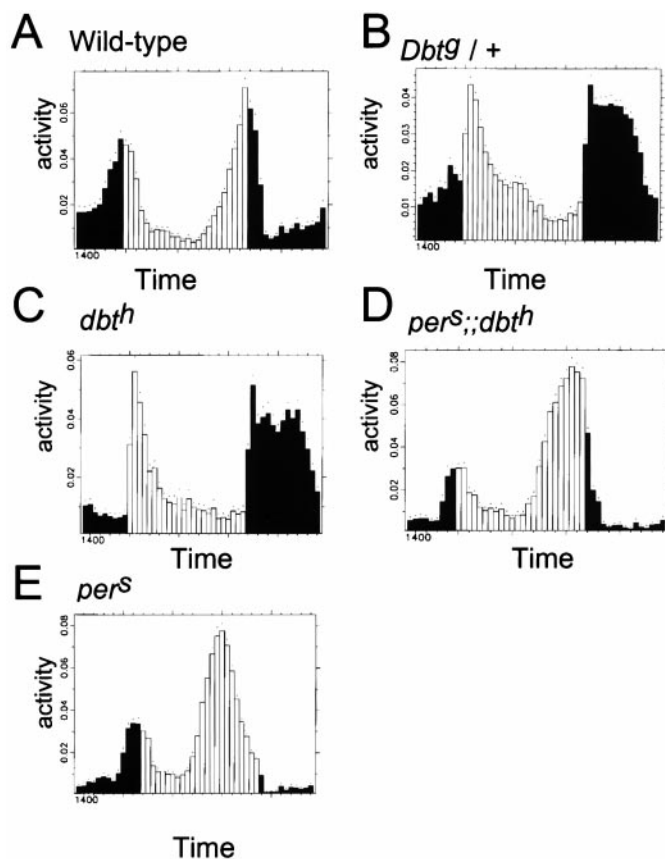 A Wild-type
activity
0.06
0.04
0.02
1400
Time
B Dbtg / +
activity
0.04
0.03
0.02
0.01
1400
Time
C dbth
activity
0.06
0.04
0.02
1400
Time
D pers;;dbth
activity
0.08
0.06
0.04
0.02
1400
Time
E pers
activity
0.08
0.06
0.04
0.02
1400
Time